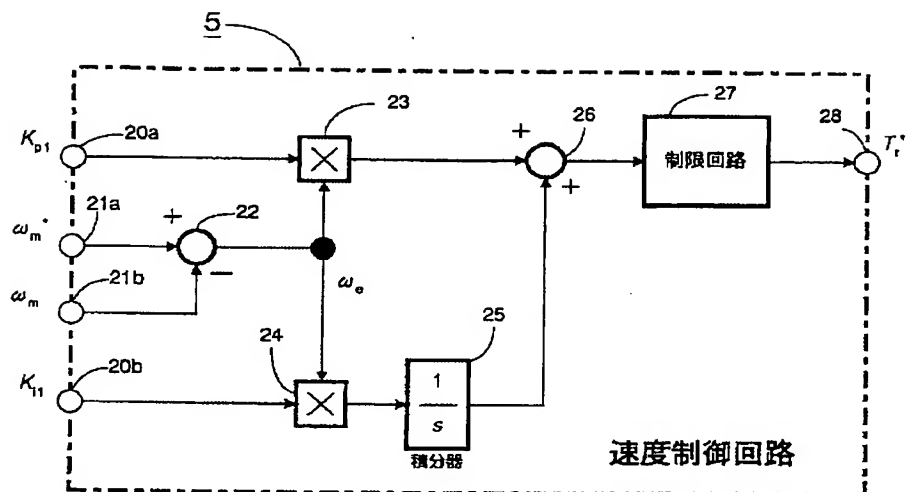 5
23
27
K_p1
20a
+
26
28
T_r*
×
制限回路
+
21a
ω_m*
+
22
−
21b
ω_m
ω_e
25
24
20b
K_I1
×
1
s
積分器
速度制御回路